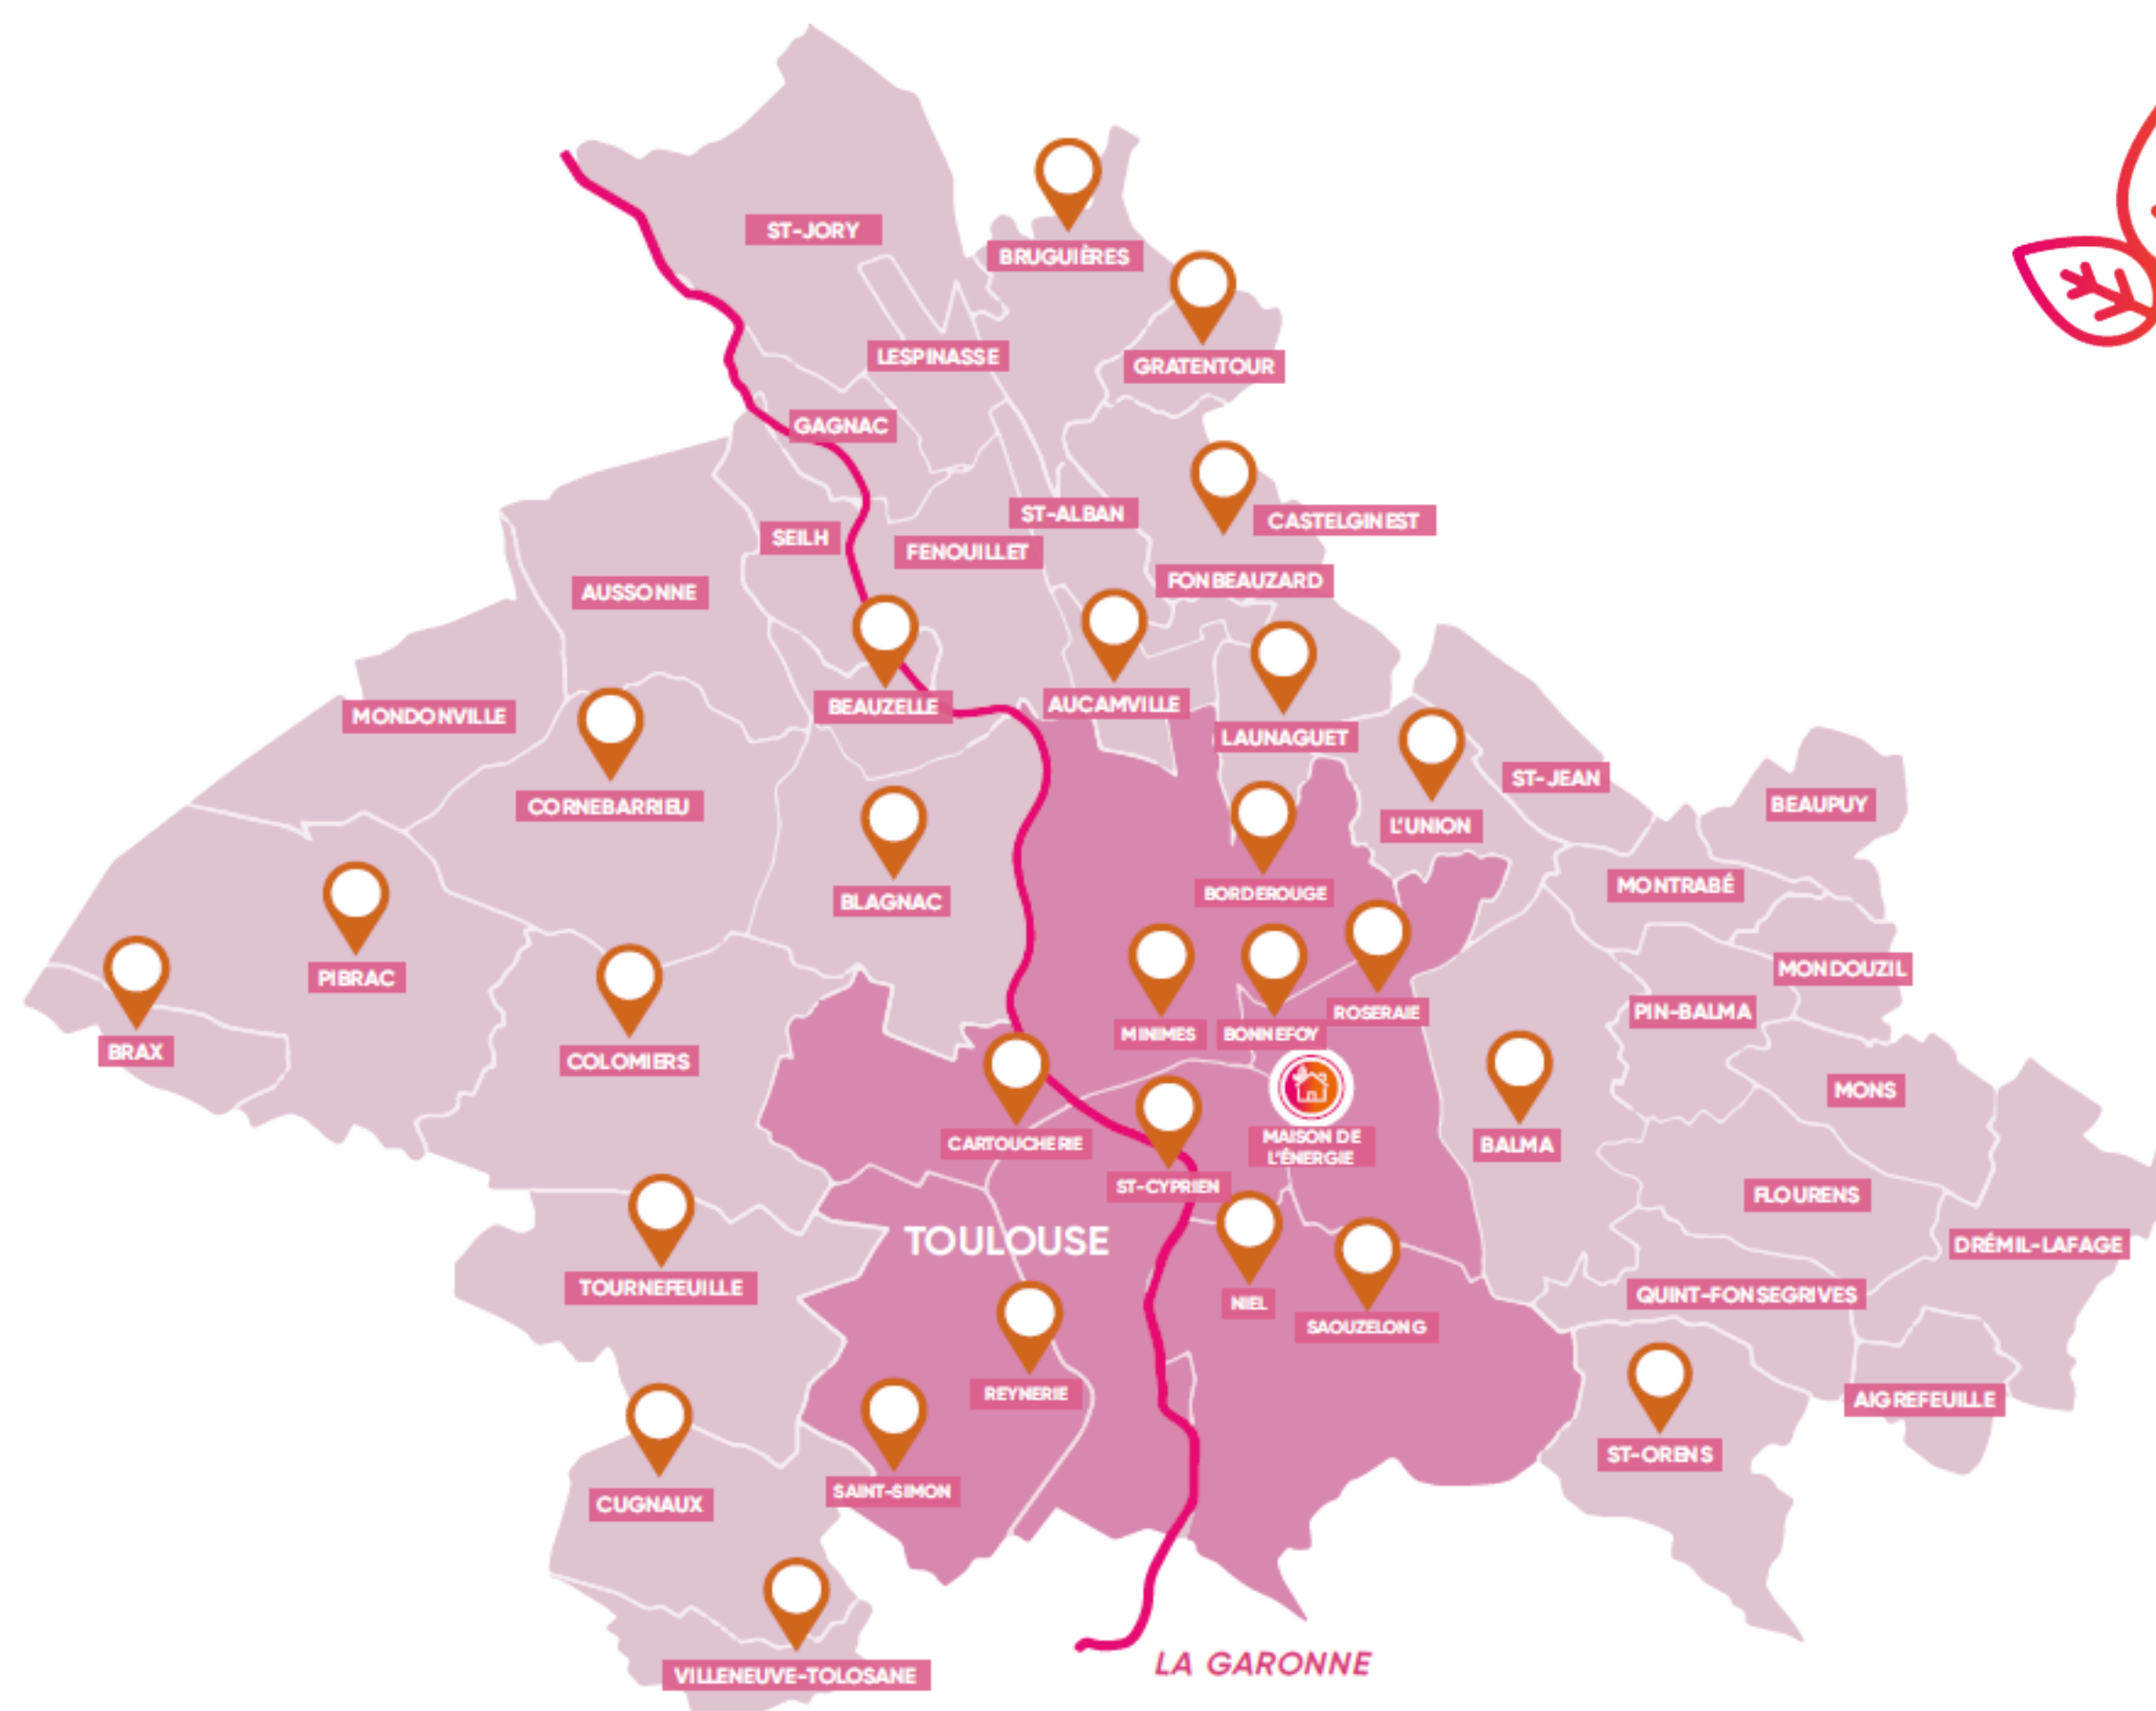 ST-JORY
BRUGUIÈRES
LESPINASSE
GRATENTOUR
GAGNAC
ST-ALBAN
CASTELGINEST
SEILH
FENOUILLET
FONBEAUZARD
AUSSONNE
MONDONVILLE
BEAUZELLE
AUCAMVILLE
LAUNAGUET
ST-JEAN
CORNEBARRIEU
BEAUPUY
L'UNION
BLAGNAC
BORDEROUGE
MONTRABÉ
PIBRAC
MONDOUZIL
ROSERAIE
PIN-BALMA
MINIMES
BONNEFOY
BRAX
COLOMIERS
MONS
CARTOUCHERIE
MAISON DE
L'ÉNERGIE
BALMA
ST-CYPRIEN
FLOURENS
TOULOUSE
DRÉMIL-LAFAGE
TOURNEFEUILLE
NIEL
QUINT-FONSEGRIVES
SAOUZELONG
REYNERIE
AIGREFEUILLE
ST-ORENS
SAINT-SIMON
CUGNAUX
LA GARONNE
VILLENEUVE-TOLOSANE